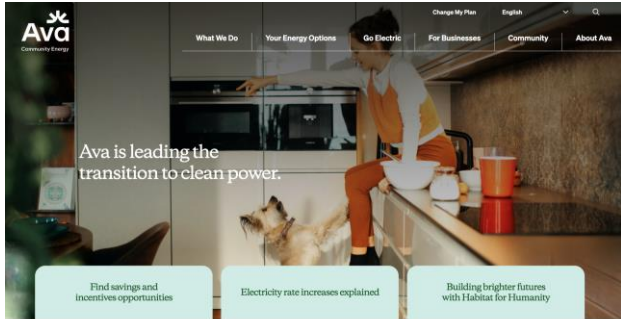 Change My Plan
English
Ava
Community Energy
What We Do
Your Energy Options
Go Electric
For Businesses
Community
About Ava
Ava is leading the
transition to clean power.
Find savings and
incentives opportunities
Electricity rate increases explained
Building brighter futures
with Habitat for Humanity